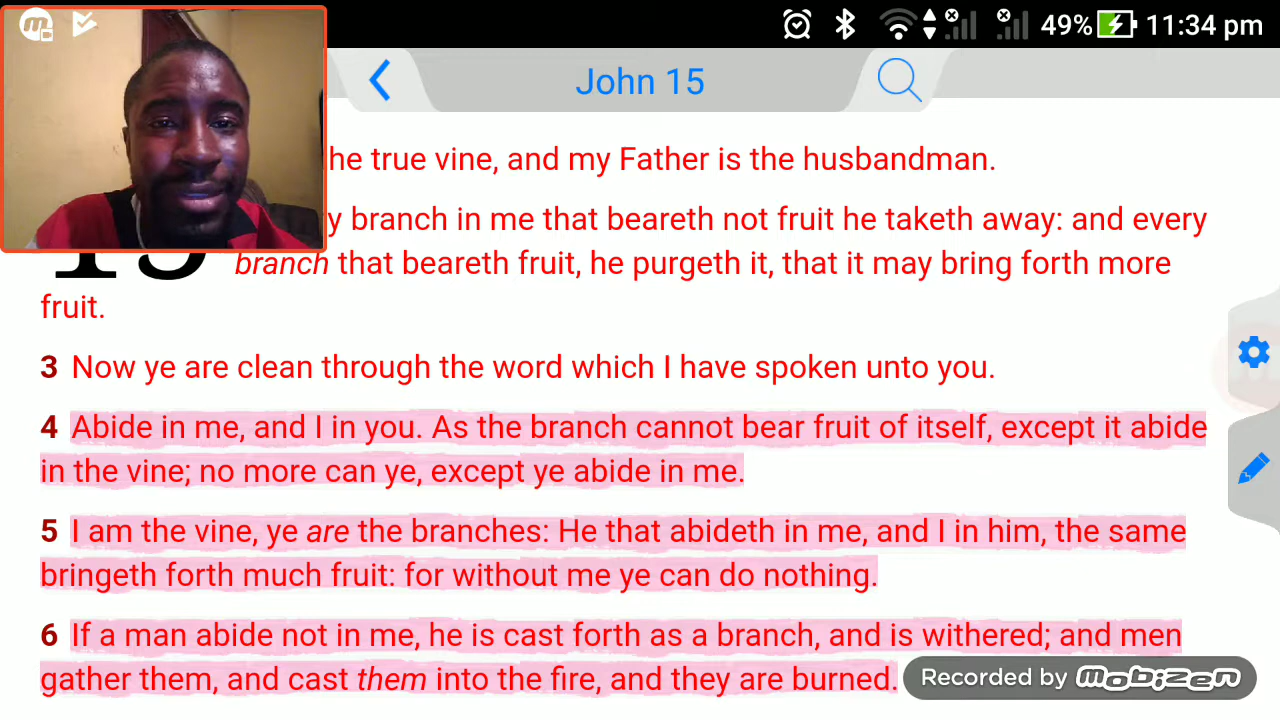 49% 11:34 pm
John 15
he true vine, and my Father is the husbandman.
y branch in me that beareth not fruit he taketh away: and every
branch that beareth fruit, he purgeth it, that it may bring forth more
fruit.
3 Now ye are clean through the word which I have spoken unto you.
4 Abide in me, and I in you. As the branch cannot bear fruit of itself, except it abide
in the vine; no more can ye, except ye abide in me.
5 I am the vine, ye are the branches: He that abideth in me, and I in him, the same
bringeth forth much fruit: for without me ye can do nothing.
6 If a man abide not in me, he is cast forth as a branch, and is withered; and men
gather them, and cast them into the fire, and they are burned.
Recorded by Mobizen